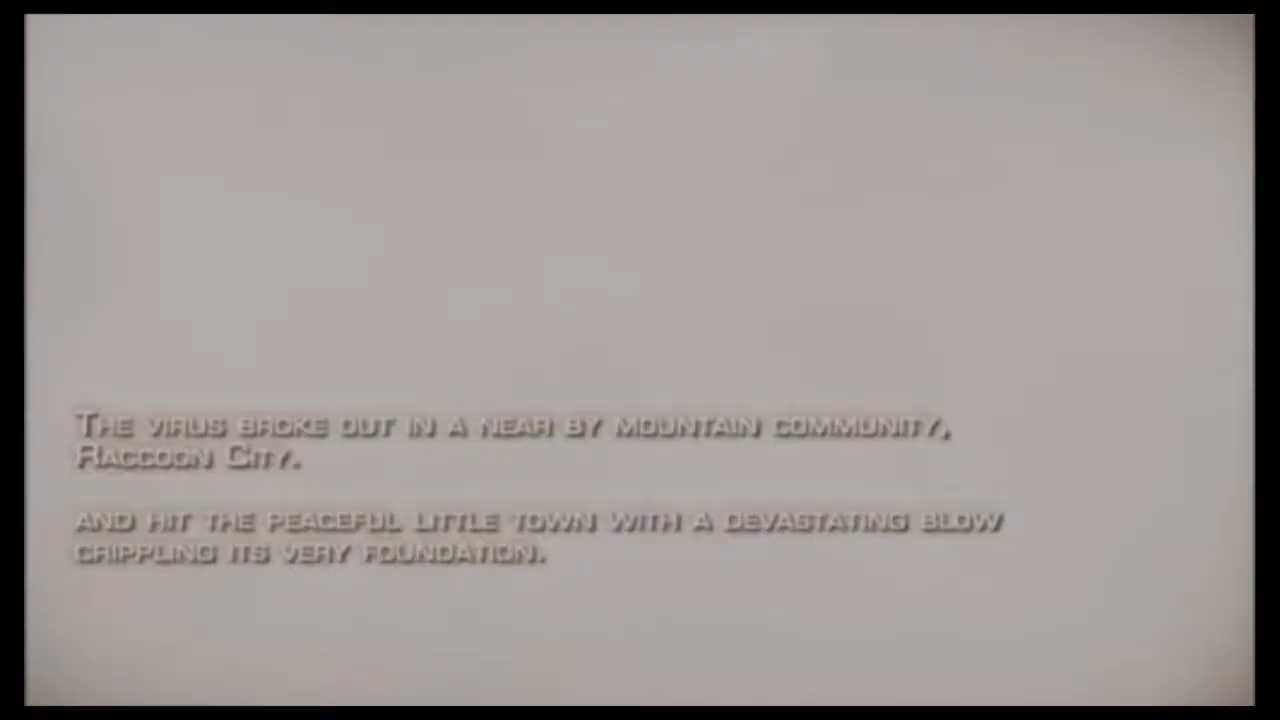 The virus broke out in a near by mountain community,
Raccoon City.
and hit the peaceful little town with a devastating blow
crippling its very foundation.